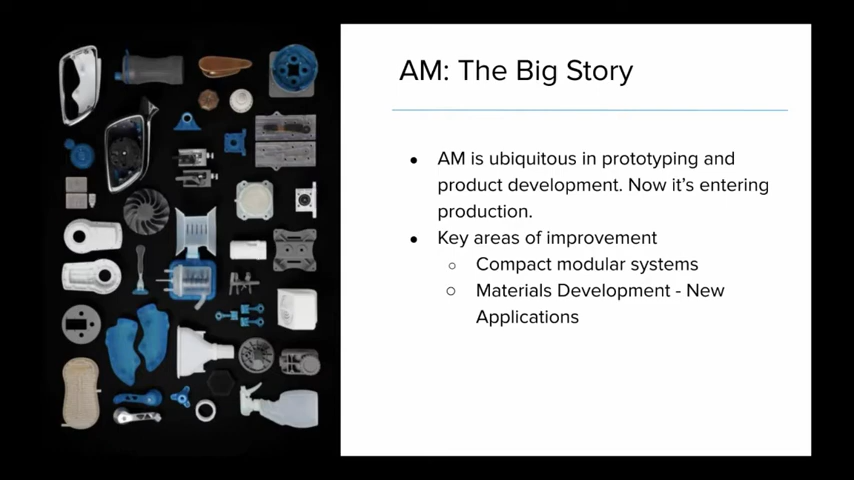 AM: The Big Story
● AM is ubiquitous in prototyping and
product development. Now it's entering
production.
● Key areas of improvement
○ Compact modular systems
○ Materials Development - New
Applications